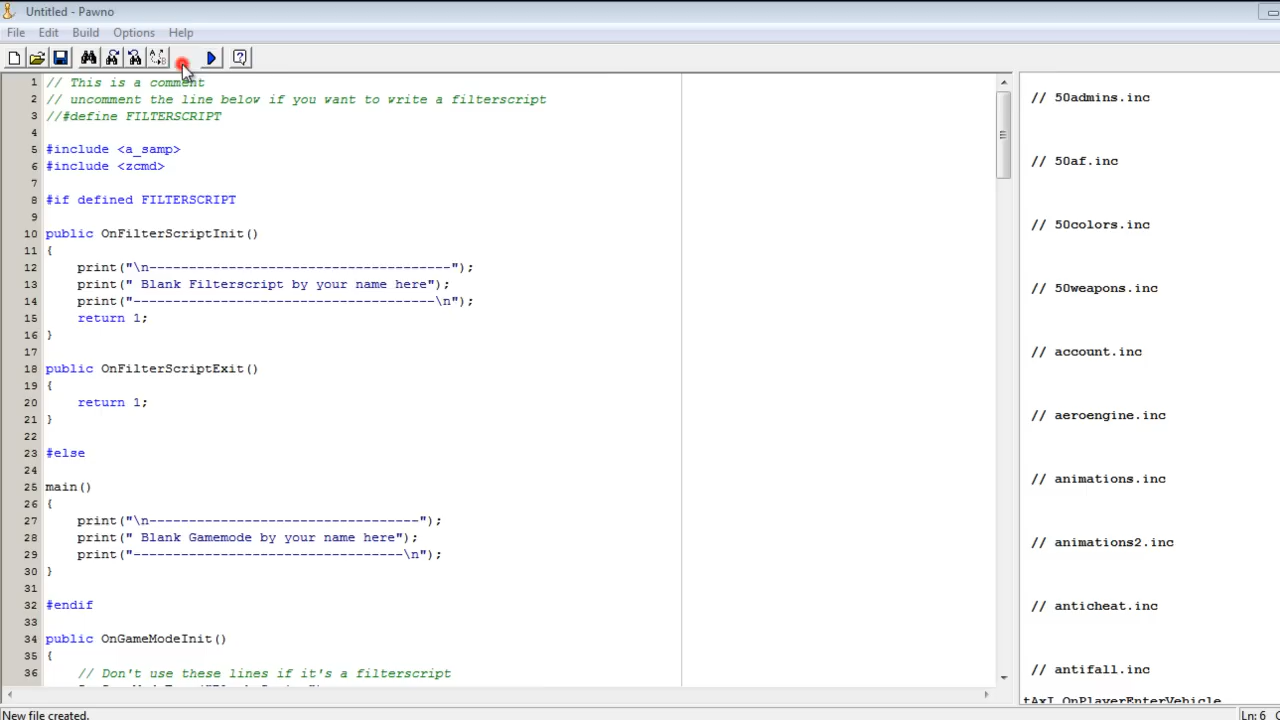 Untitled - Pawno
File Edit Build Options Help
1 // This is a comment
2 // uncomment the line below if you want to write a filterscript
3 //#define FILTERSCRIPT
4
5 #include <a_samp>
6 #include <zcmd>
7
8 #if defined FILTERSCRIPT
9
10 public OnFilterScriptInit()
11 {
12 print("\n--------------------------------------");
13 print(" Blank Filterscript by your name here");
14 print("--------------------------------------\n");
15 return 1;
16 }
17
18 public OnFilterScriptExit()
19 {
20 return 1;
21 }
22
23 #else
24
25 main()
26 {
27 print("\n----------------------------------");
28 print(" Blank Gamemode by your name here");
29 print("----------------------------------\n");
30 }
31
32 #endif
33
34 public OnGameModeInit()
35 {
36 // Don't use these lines if it's a filterscript
// 50admins.inc
// 50af.inc
// 50colors.inc
// 50weapons.inc
// account.inc
// aeroengine.inc
// animations.inc
// animations2.inc
// anticheat.inc
// antifall.inc
tAxI_OnPlayerEnterVehicle
New file created.
Ln: 6